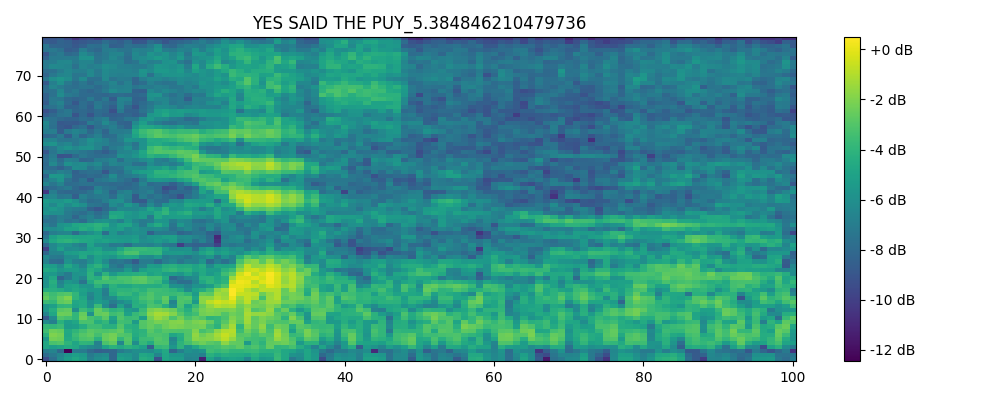 YES SAID THE PUY_5.384846210479736
70
60
50
40
30
20
10
0
0 20 40 60 80 100
+0 dB
-2 dB
-4 dB
-6 dB
-8 dB
-10 dB
-12 dB